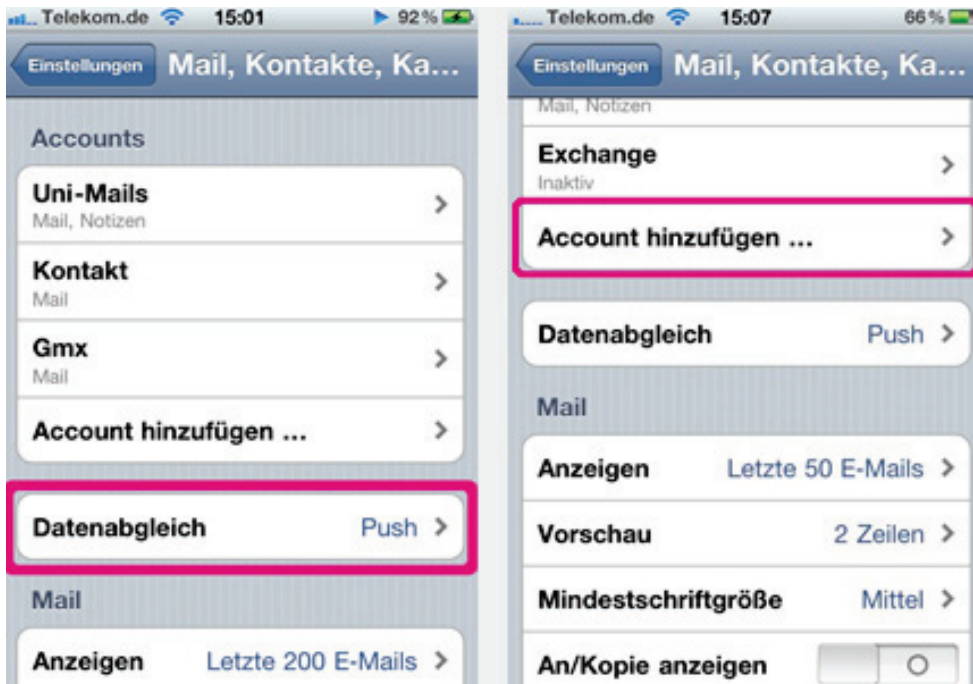 Telekom.de 15:01 92%
Einstellungen Mail, Kontakte, Ka...
Accounts
Uni-Mails
Mail, Notizen
Kontakt
Mail
Gmx
Mail
Account hinzufügen ...
Datenabgleich Push
Mail
Anzeigen Letzte 200 E-Mails
Telekom.de 15:07 66%
Einstellungen Mail, Kontakte, Ka...
Mail, Notizen
Exchange
Inaktiv
Account hinzufügen ...
Datenabgleich Push
Mail
Anzeigen Letzte 50 E-Mails
Vorschau 2 Zeilen
Mindestschriftgröße Mittel
An/Kopie anzeigen